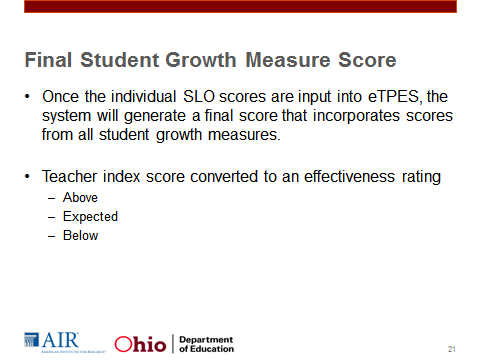 Final Student Growth Measure Score
• Once the individual SLO scores are input into eTPES, the
system will generate a final score that incorporates scores
from all student growth measures.
• Teacher index score converted to an effectiveness rating
– Above
– Expected
– Below
AIR
AMERICAN INSTITUTES FOR RESEARCH
Ohio
Department
of Education
21